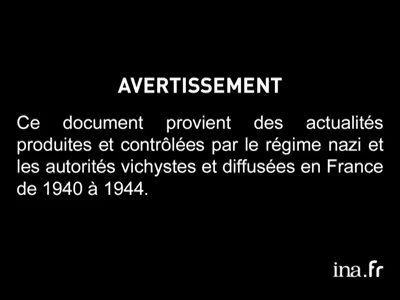 AVERTISSEMENT
Ce document provient des actualités
produites et contrôlées par le régime nazi et
les autorités vichystes et diffusées en France
de 1940 à 1944.
ina.fr